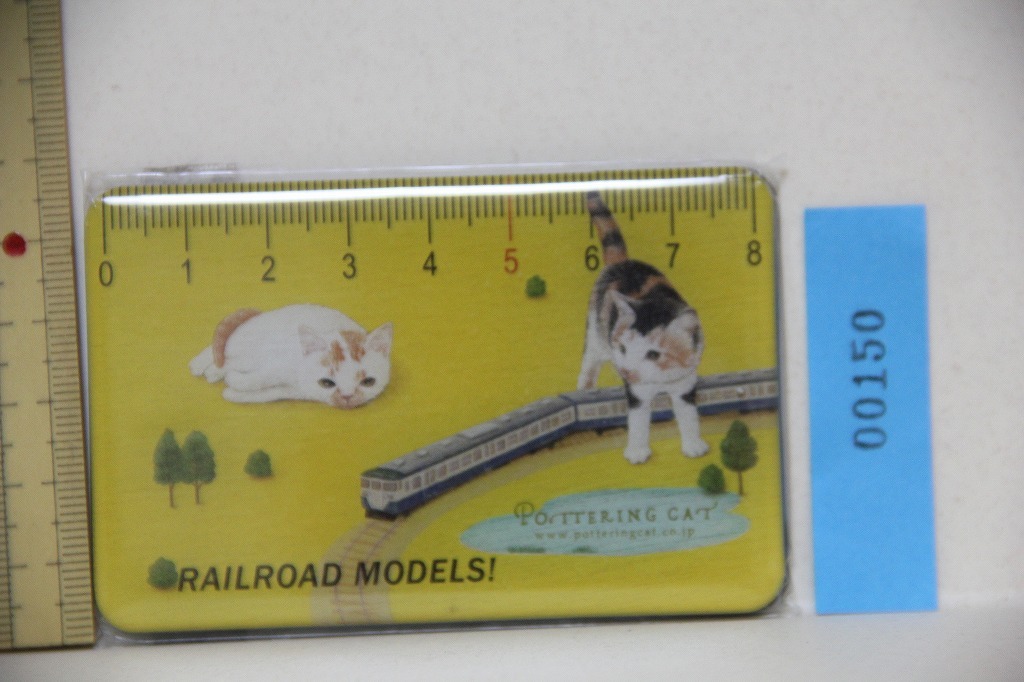 0 1 2 3 4 5 6 7 8
POTTERING CAT
www.potteringcat.co.jp
RAILROAD MODELS!
00150